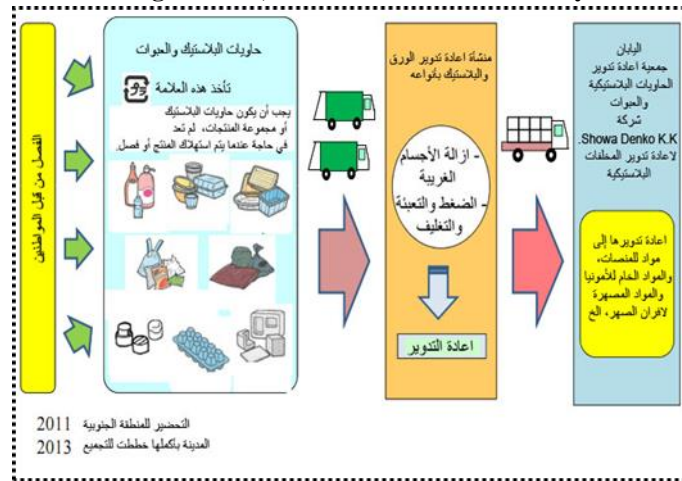 الفصل من قبل المواطنين
حاويات البلاستيك والعبوات
تأخذ هذه العلامة
يجب أن يكون حاويات البلاستيك
أو مجموعة المنتجات، لم تعد
في حاجة عندما يتم استهلاك المنتج أو فصل.
منشأة اعادة تدوير الورق
والبلاستيك بأنواعه
- ازالة الأجسام
الغريبة
- الضغط والتعبئة
والتغليف
اعادة التدوير
اليابان
جمعية اعادة تدوير
الحاويات البلاستيكية
والعبوات
شركة
Showa Denko K.K.
لاعادة تدوير المخلفات
البلاستيكية
اعادة تدويرها إلى
مواد للمنصات،
والمواد الخام للأمونيا
والمواد المصهرة
لافران الصهر، الخ
2011 التحضير للمنطقة الجنوبية
2013 المدينة بأكملها خططت للتجميع